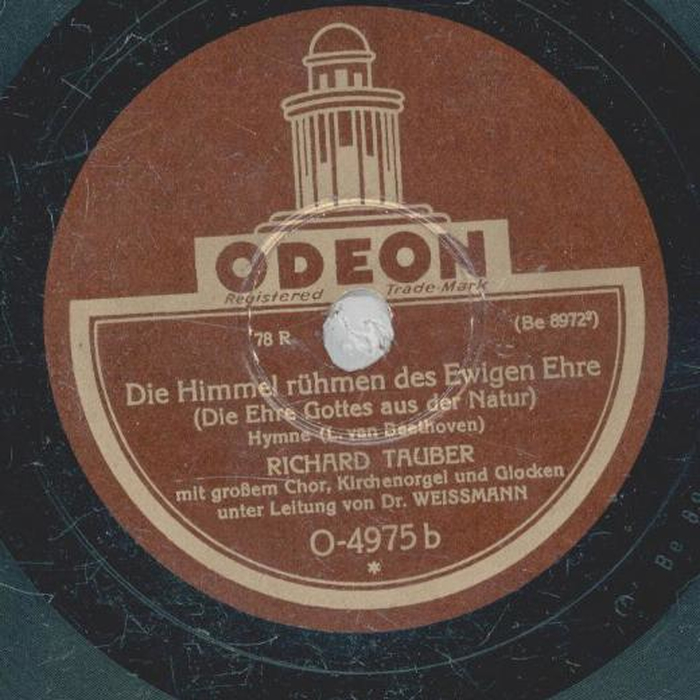 ODEON
Registered Trade-Mark
78 R (Be 8972²)
Die Himmel rühmen des Ewigen Ehre
(Die Ehre Gottes aus der Natur)
Hymne (L. van Beethoven)
RICHARD TAUBER
mit großem Chor, Kirchenorgel und Glocken
unter Leitung von Dr. WEISSMANN
O-4975 b
*
Be